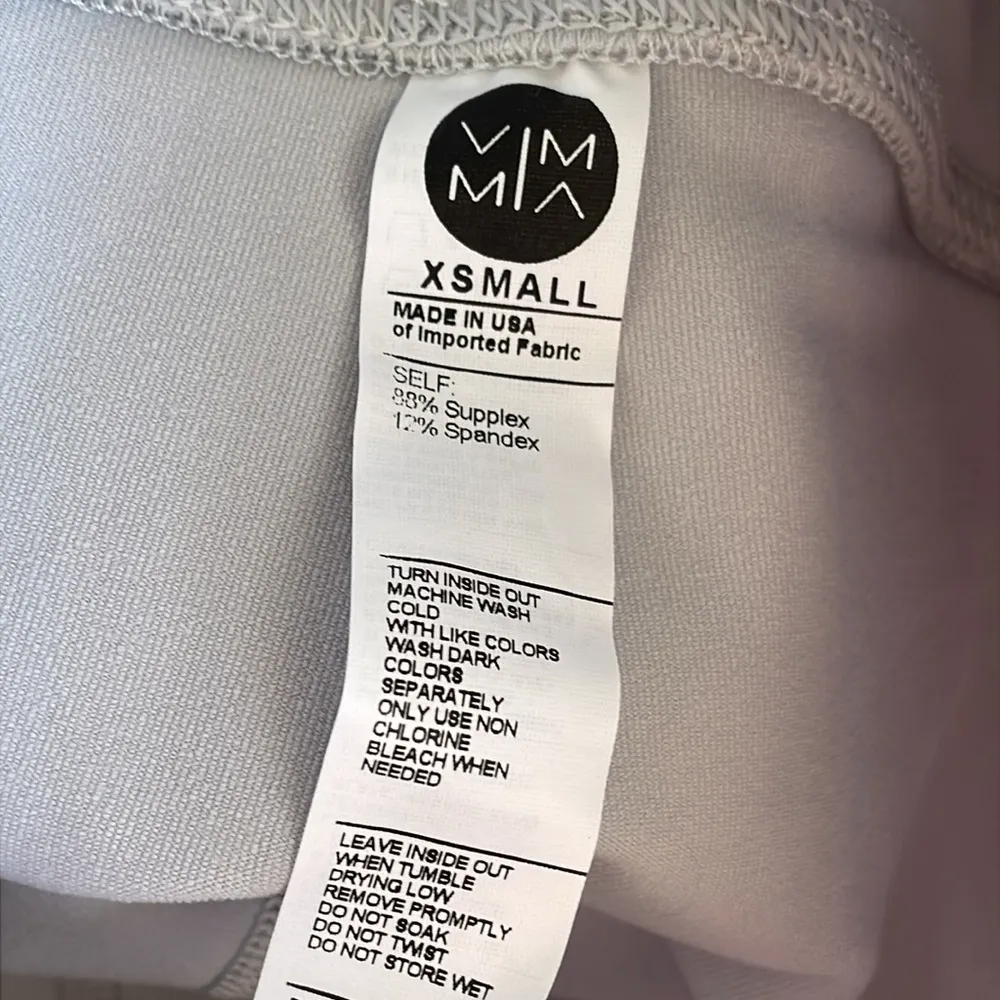 VIM
MIA
XSMALL
MADE IN USA
of Imported Fabric
SELF:
88% Supplex
12% Spandex
TURN INSIDE OUT
MACHINE WASH
COLD
WITH LIKE COLORS
WASH DARK
COLORS
SEPARATELY
ONLY USE NON
CHLORINE
BLEACH WHEN
NEEDED
LEAVE INSIDE OUT
WHEN TUMBLE
DRYING LOW
REMOVE PROMPTLY
DO NOT SOAK
DO NOT TWIST
DO NOT STORE WET